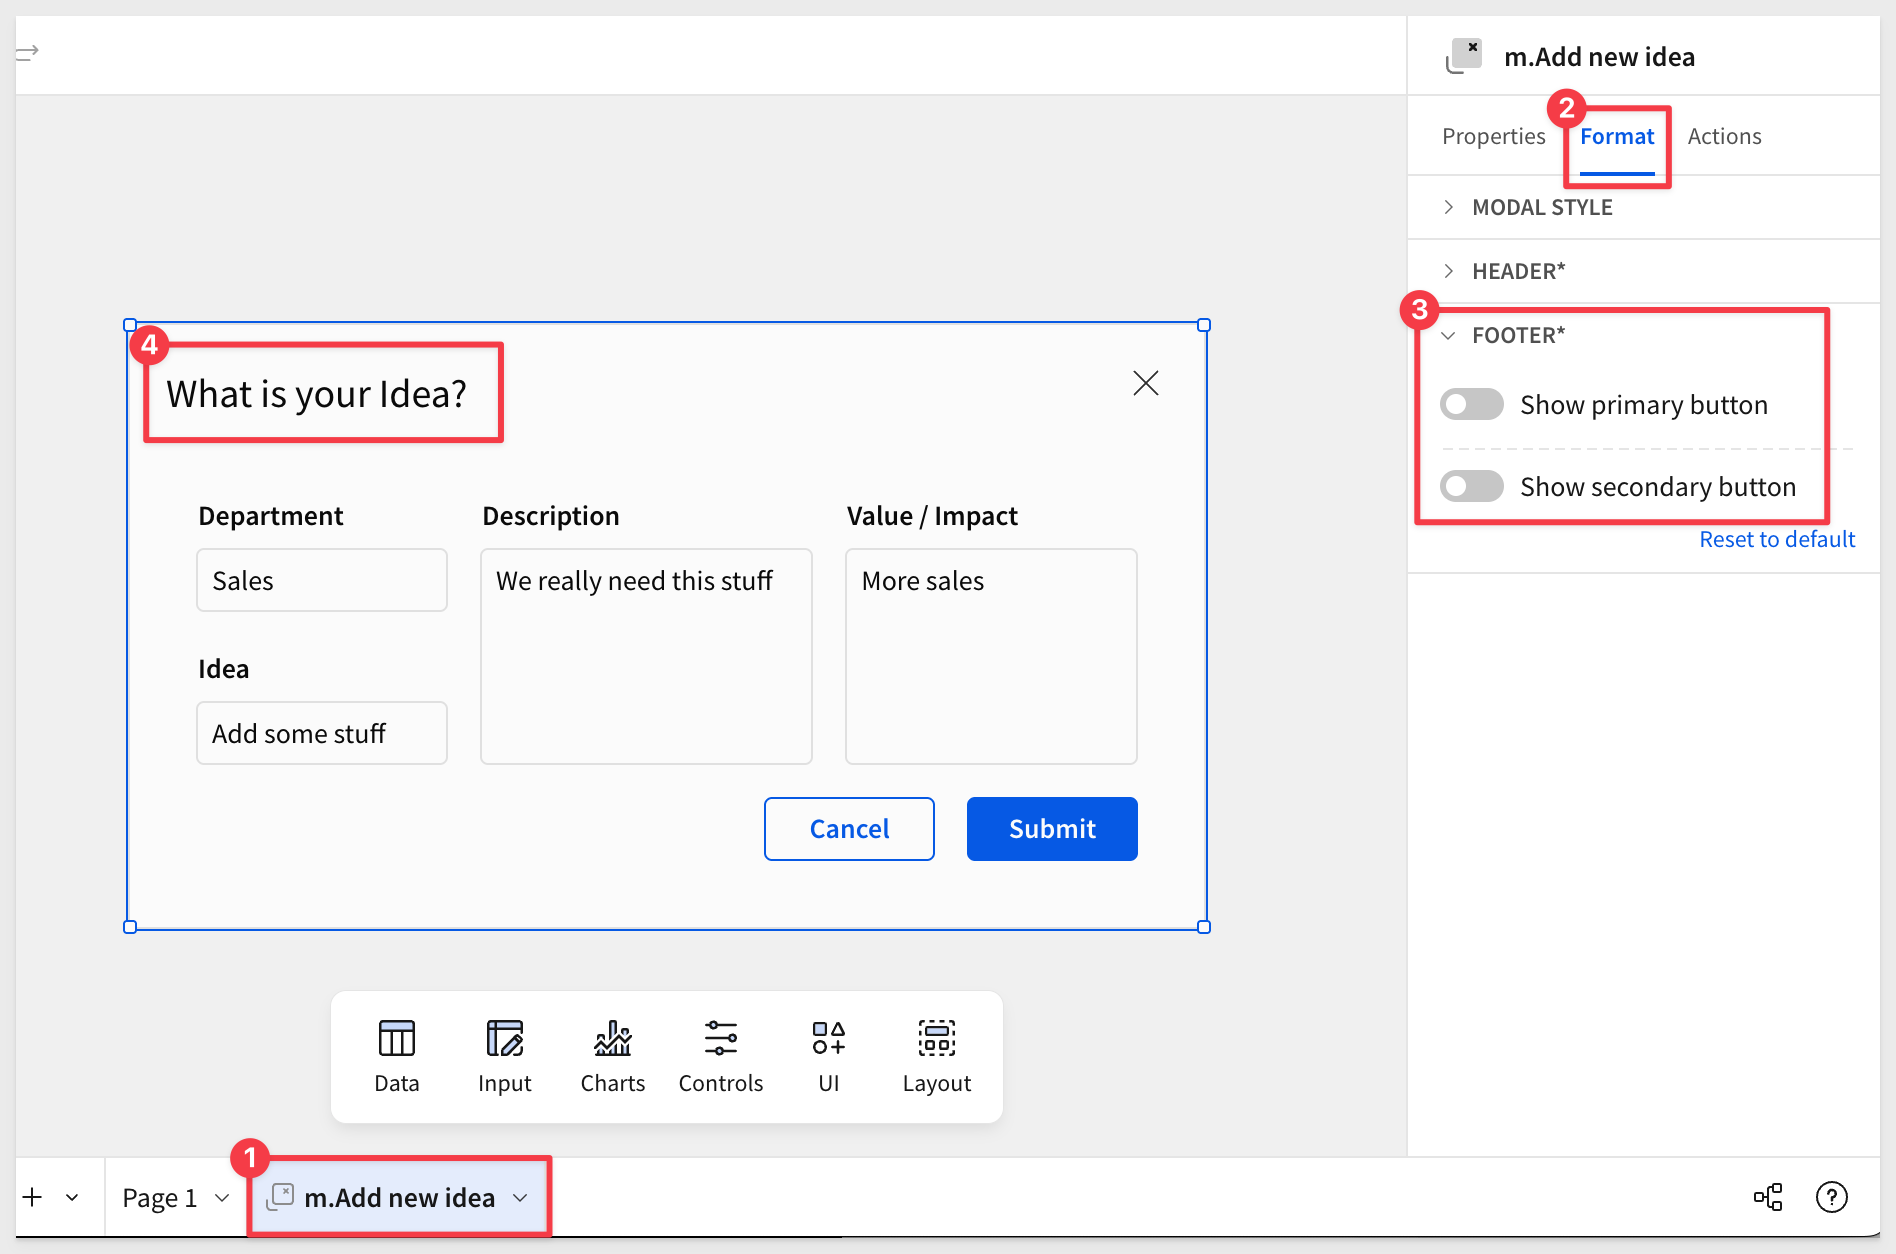 m.Add new idea
2
Properties Format Actions
MODAL STYLE
HEADER*
3
FOOTER*
Show primary button
Show secondary button
Reset to default
4
What is your Idea?
Department Description Value / Impact
Sales We really need this stuff More sales
Idea
Add some stuff
Cancel Submit
Data Input Charts Controls UI Layout
1
Page 1 m.Add new idea ?